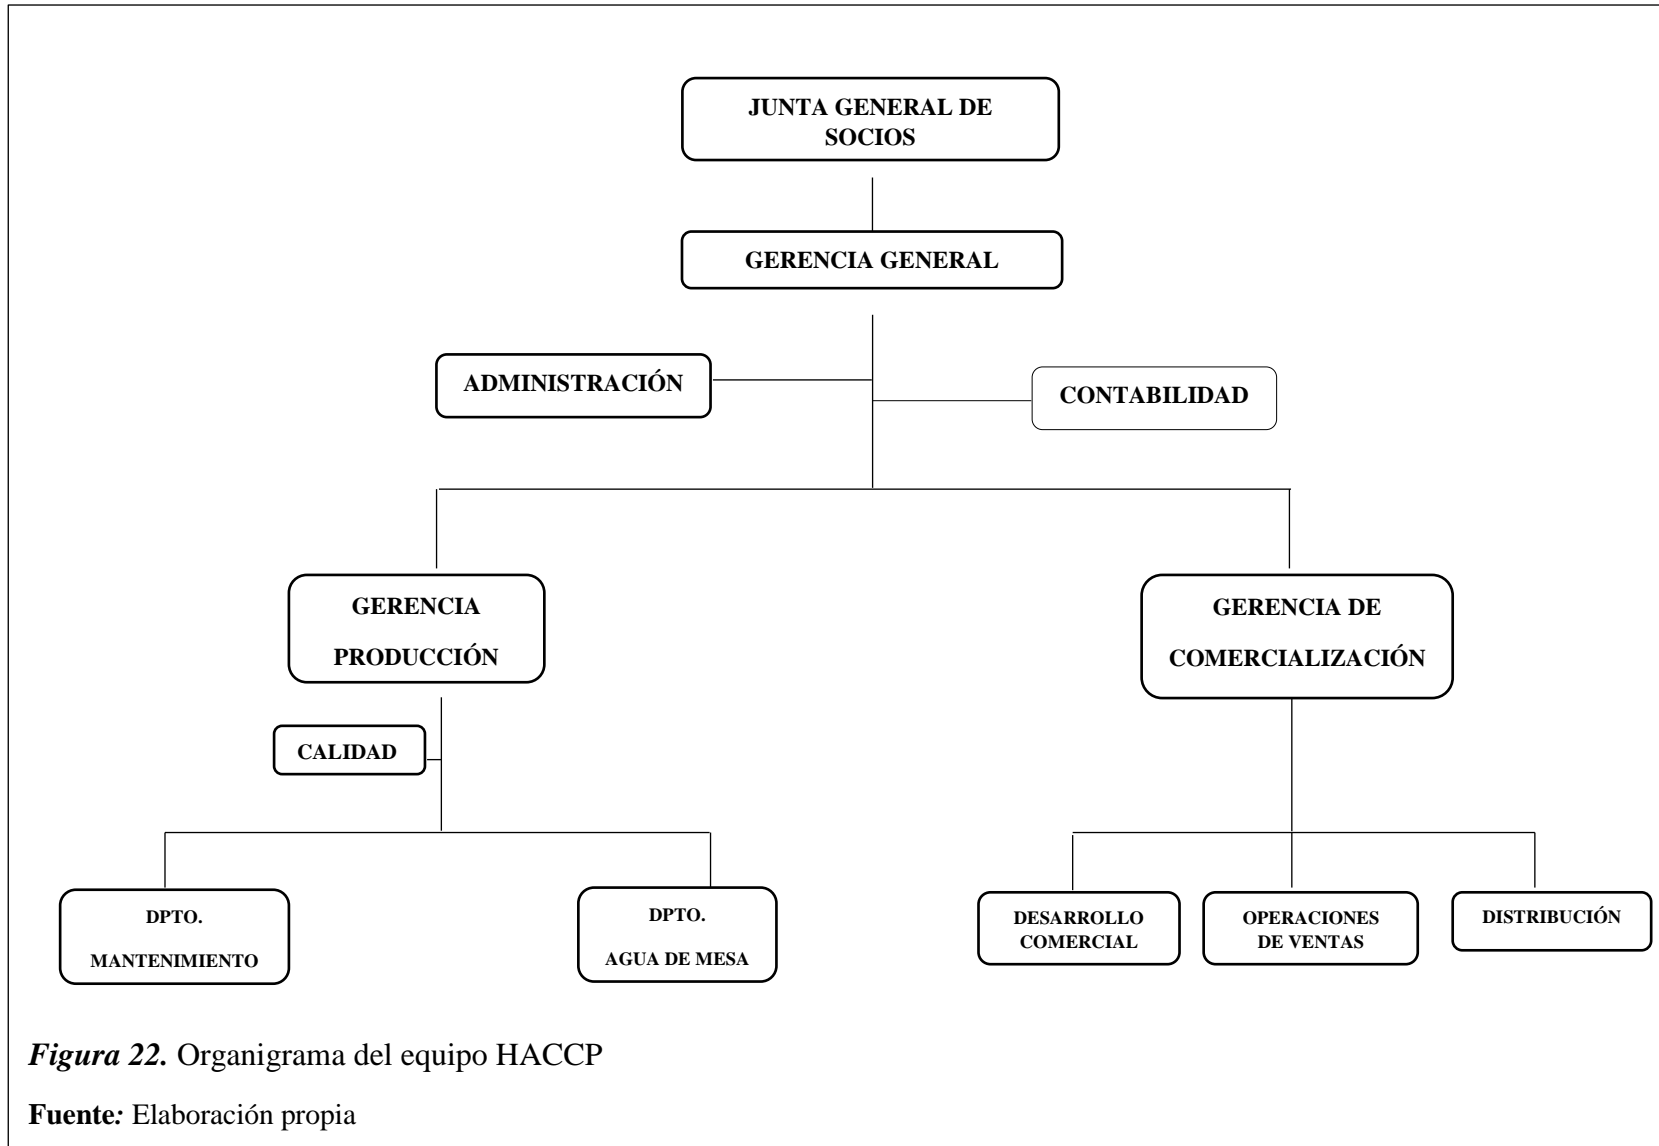 JUNTA GENERAL DE
SOCIOS
GERENCIA GENERAL
ADMINISTRACIÓN
CONTABILIDAD
GERENCIA
PRODUCCIÓN
GERENCIA DE
COMERCIALIZACIÓN
CALIDAD
DPTO.
MANTENIMIENTO
DPTO.
AGUA DE MESA
DESARROLLO
COMERCIAL
OPERACIONES
DE VENTAS
DISTRIBUCIÓN
Figura 22. Organigrama del equipo HACCP
Fuente: Elaboración propia